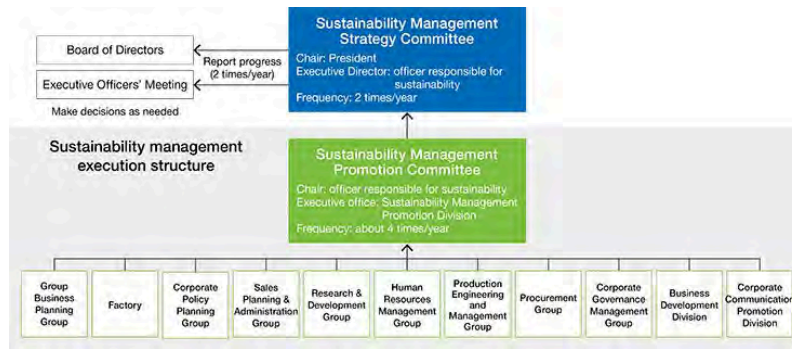 Sustainability Management
Strategy Committee
Chair: President
Executive Director: officer responsible for
sustainability
Frequency: 2 times/year
Board of Directors
Executive Officers' Meeting
Make decisions as needed
Report progress
(2 times/year)
Sustainability management
execution structure
Sustainability Management
Promotion Committee
Chair: officer responsible for sustainability
Executive office: Sustainability Management
Promotion Division
Frequency: about 4 times/year
Group
Business
Planning
Group
Factory
Corporate
Policy
Planning
Group
Sales
Planning &
Administration
Group
Research &
Development
Group
Human
Resources
Management
Group
Production
Engineering
and
Management
Group
Procurement
Group
Corporate
Governance
Management
Group
Business
Development
Division
Corporate
Communication
Promotion
Division